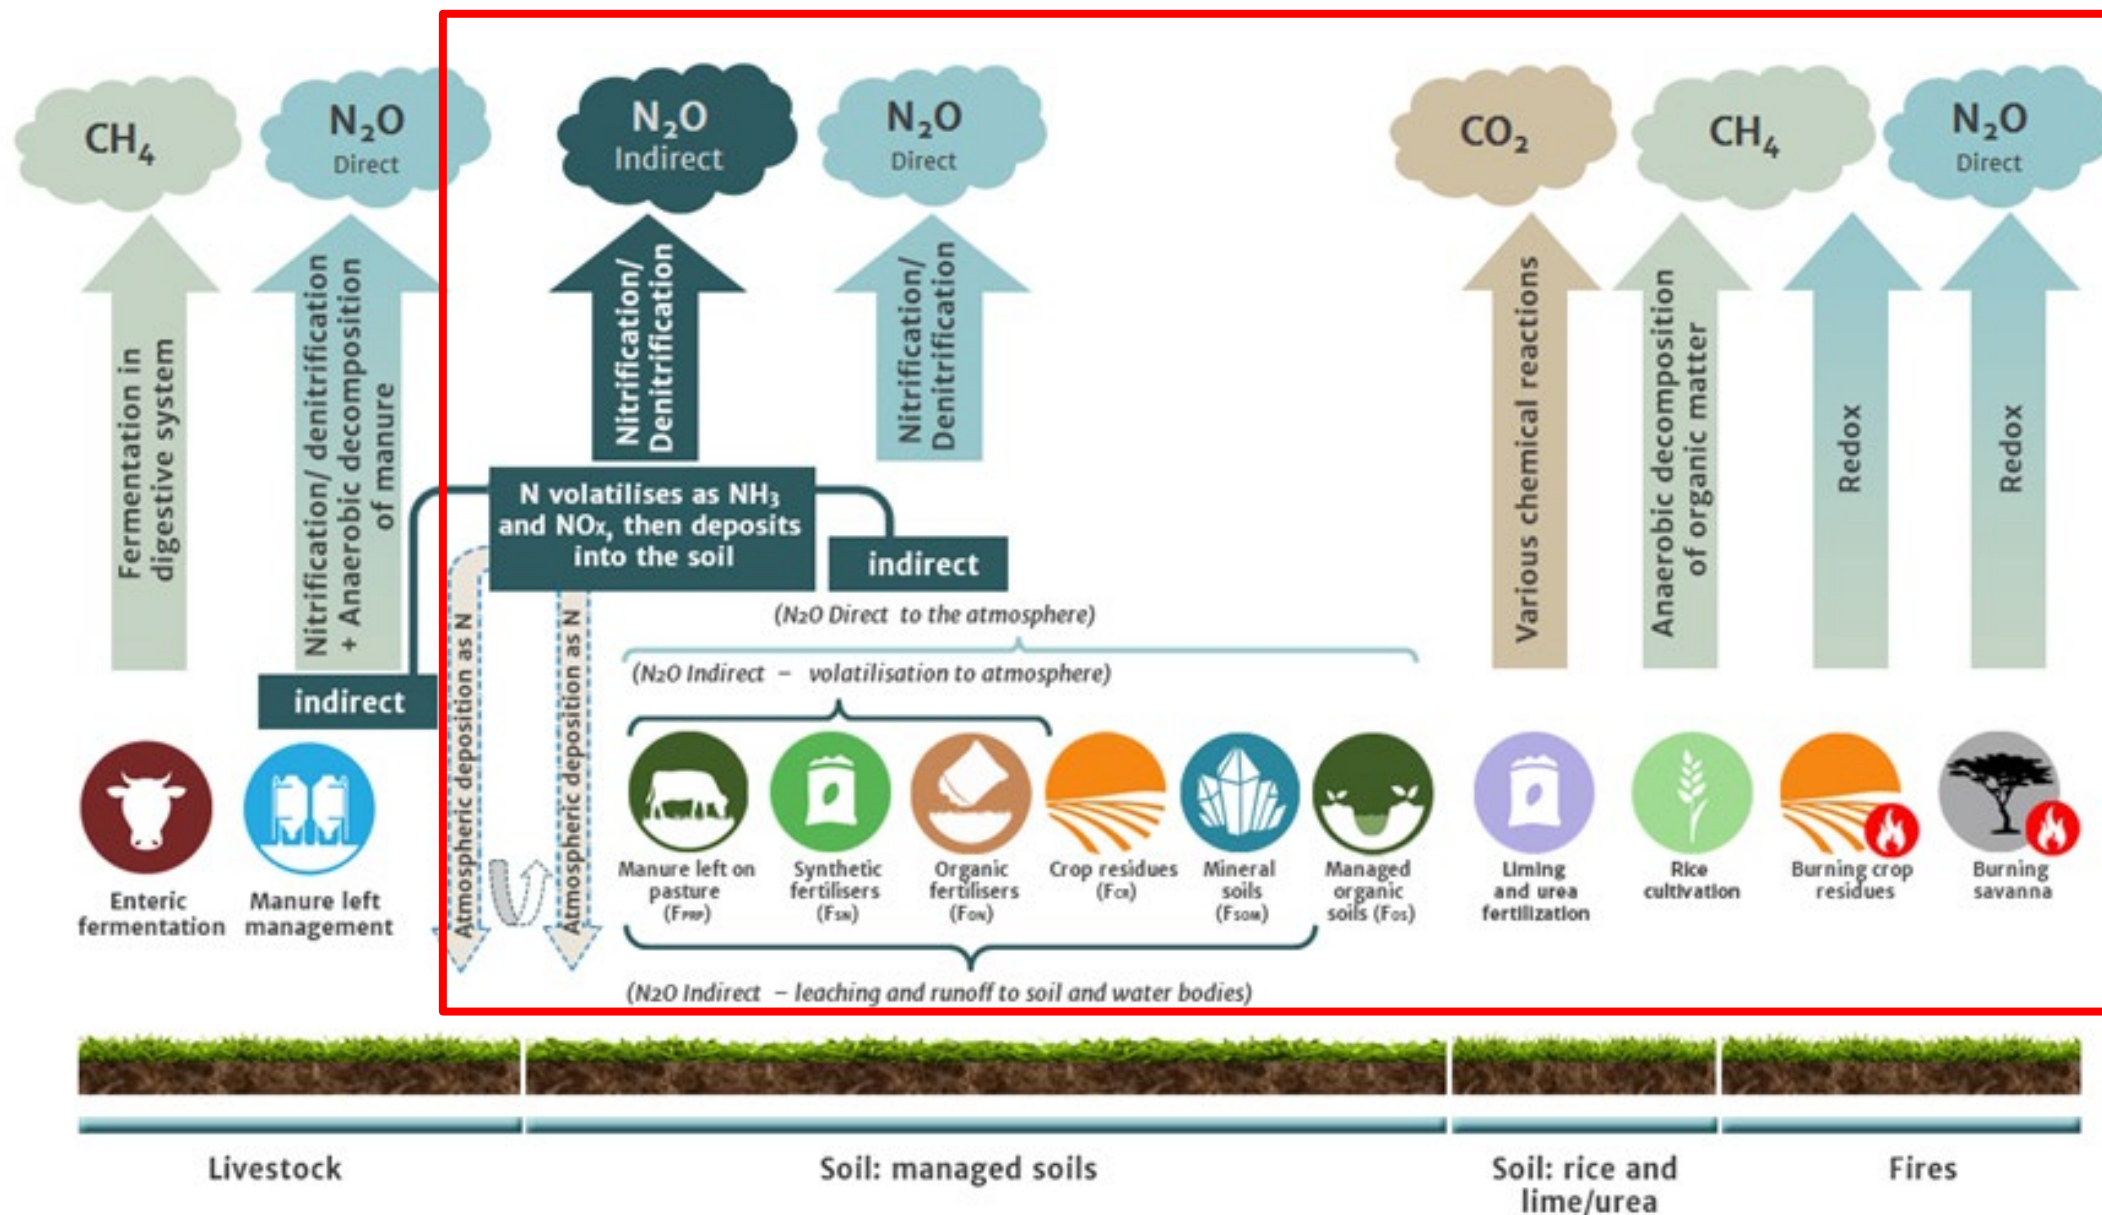 CH₄
N₂O
Direct
N₂O
Indirect
N₂O
Direct
CO₂
CH₄
N₂O
Direct
Fermentation in
digestive system
Nitrification/ denitrification
+ Anaerobic decomposition
of manure
Nitrification/
Denitrification
Nitrification/
Denitrification
Various chemical reactions
Anaerobic decomposition
of organic matter
Redox
Redox
N volatilises as NH₃
and NOx, then deposits
into the soil
indirect
indirect
Atmospheric deposition as N
Atmospheric deposition as N
(N₂O Direct to the atmosphere)
(N₂O Indirect – volatilisation to atmosphere)
Enteric
fermentation
Manure left
management
Manure left on
pasture
(FPRP)
Synthetic
fertilisers
(FSN)
Organic
fertilisers
(FON)
Crop residues
(FCR)
Mineral
soils
(FSOM)
Managed
organic
soils (FOS)
Liming
and urea
fertilization
Rice
cultivation
Burning crop
residues
Burning
savanna
(N2O Indirect – leaching and runoff to soil and water bodies)
Livestock
Soil: managed soils
Soil: rice and
lime/urea
Fires